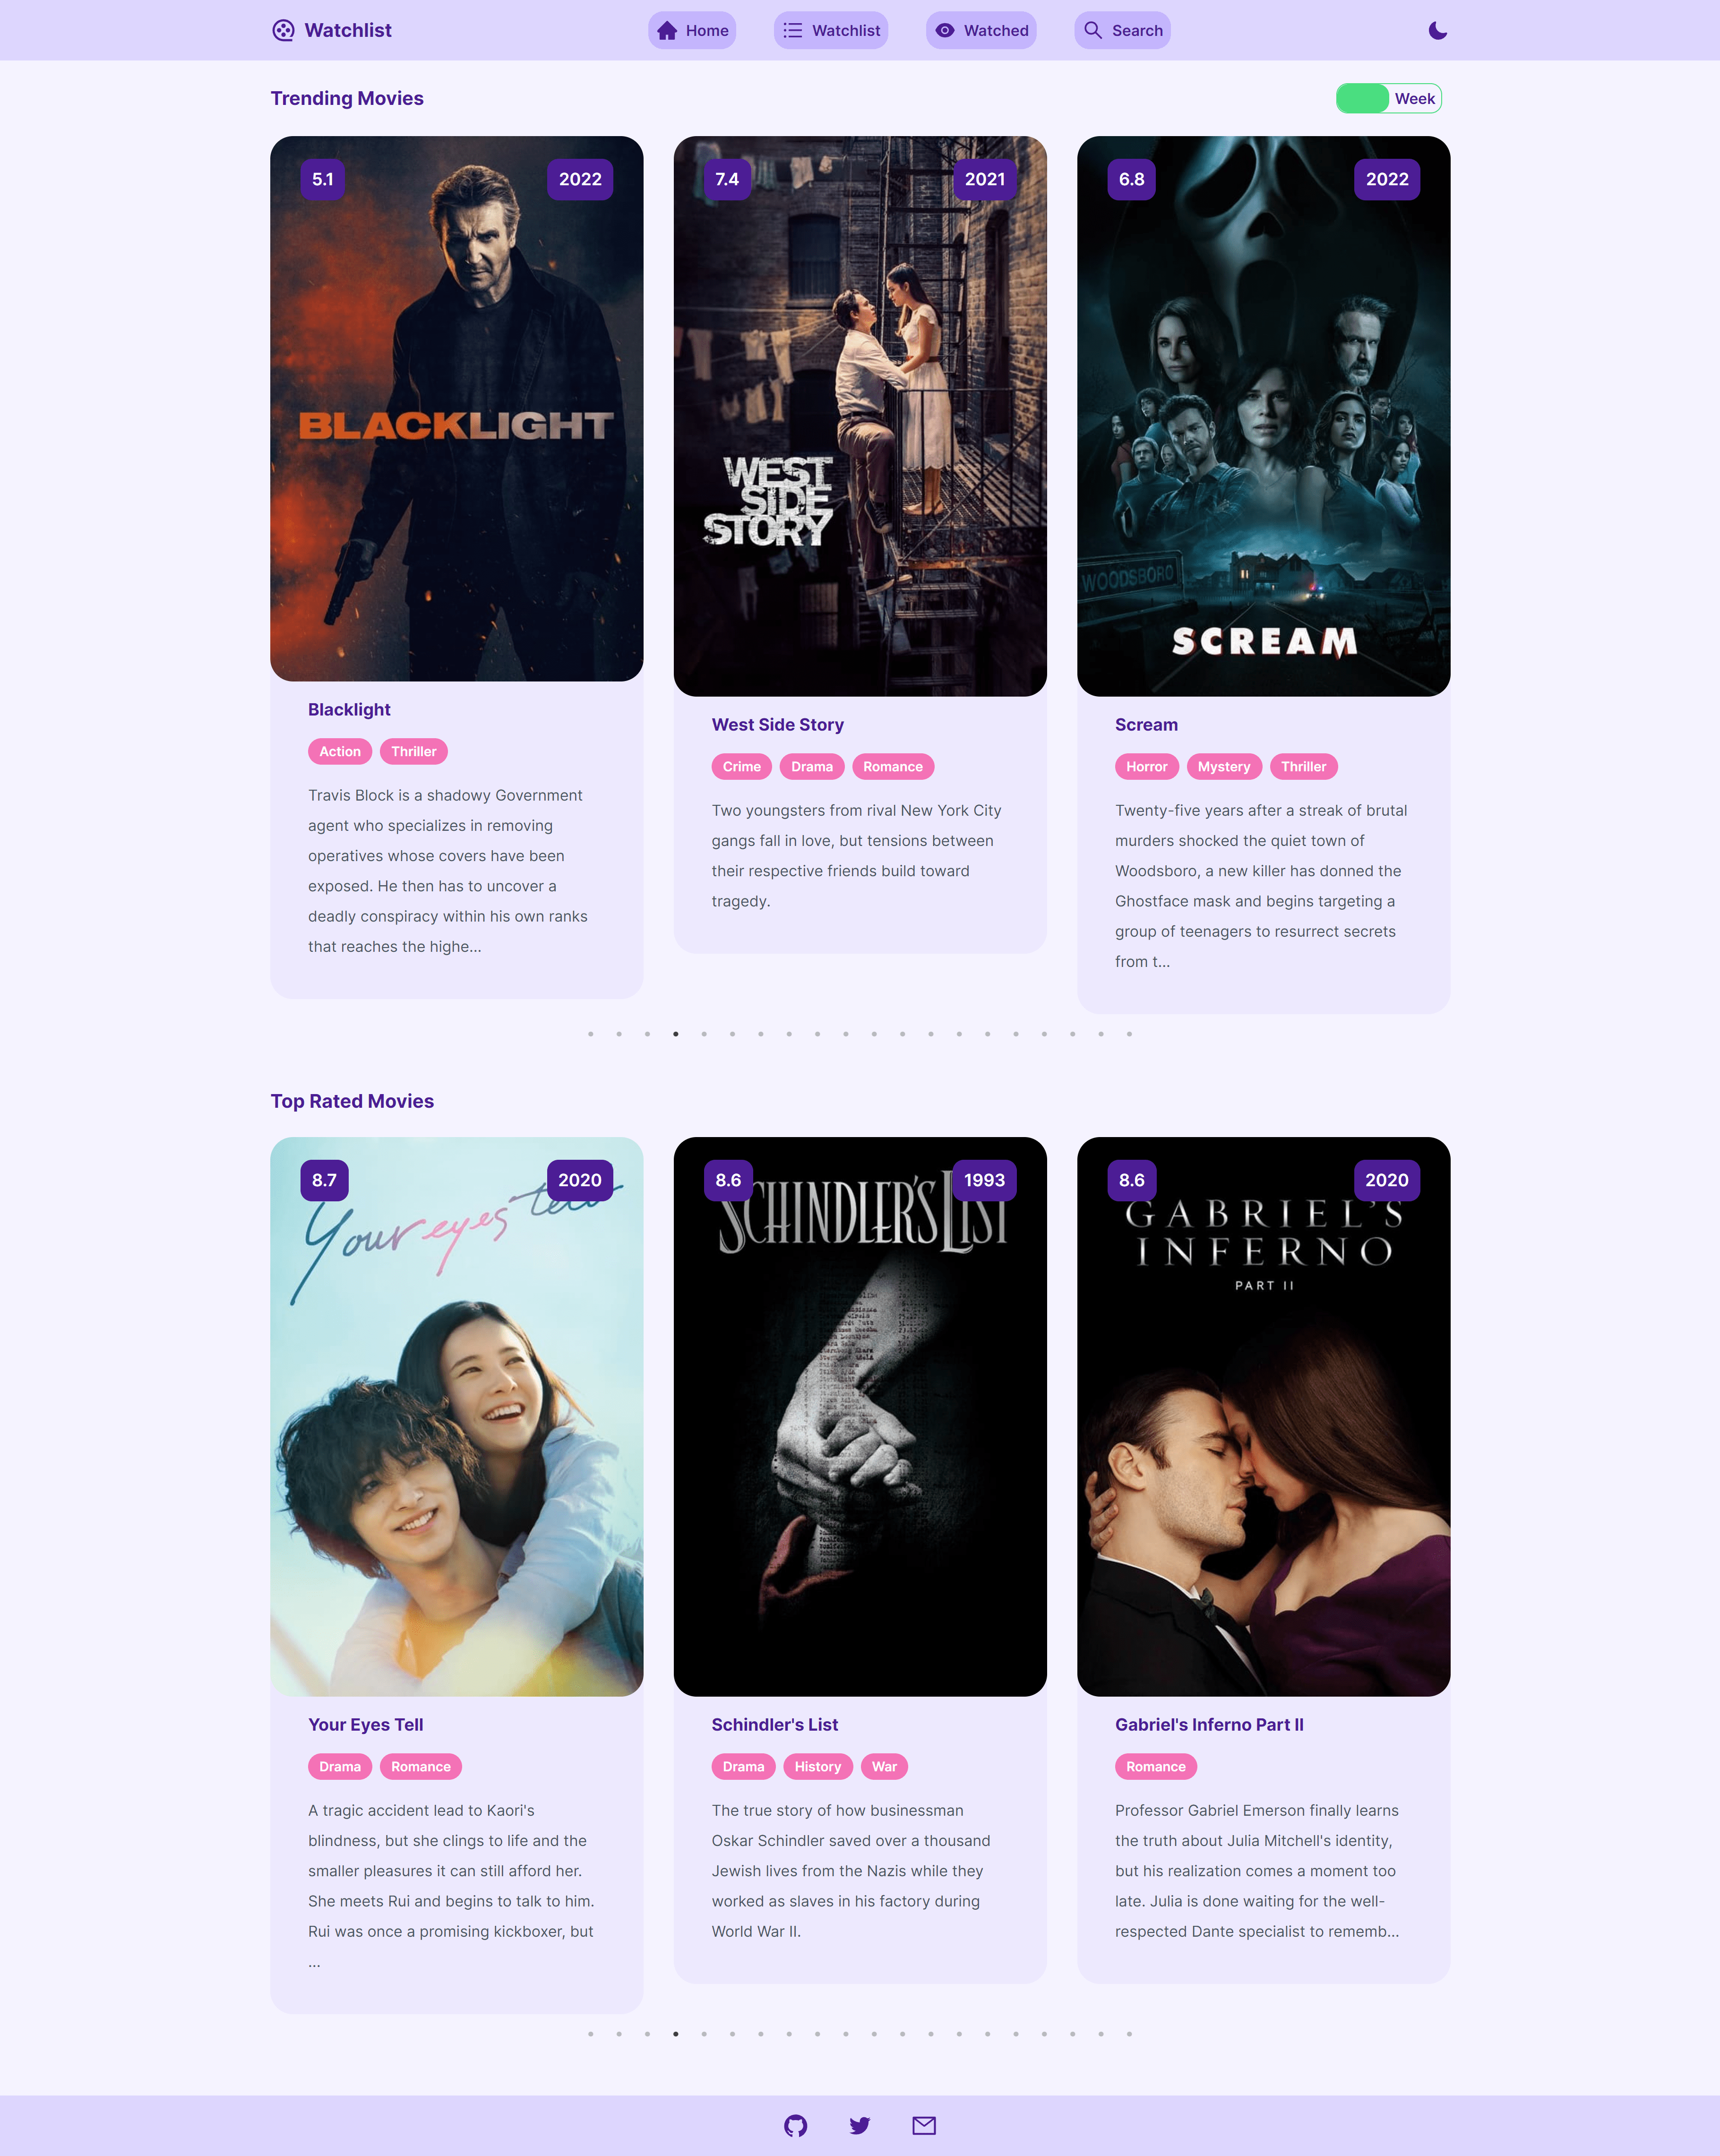 Watchlist
Home
Watchlist
Watched
Search
Trending Movies
Week
5.1
2022
BLACKLIGHT
Blacklight
Action
Thriller
Travis Block is a shadowy Government
agent who specializes in removing
operatives whose covers have been
exposed. He then has to uncover a
deadly conspiracy within his own ranks
that reaches the highe...
7.4
2021
WEST
SIDE
STORY
West Side Story
Crime
Drama
Romance
Two youngsters from rival New York City
gangs fall in love, but tensions between
their respective friends build toward
tragedy.
6.8
2022
WOODSBORO
SCREAM
Scream
Horror
Mystery
Thriller
Twenty-five years after a streak of brutal
murders shocked the quiet town of
Woodsboro, a new killer has donned the
Ghostface mask and begins targeting a
group of teenagers to resurrect secrets
from t...
Top Rated Movies
8.7
2020
Your eyes tell
Your Eyes Tell
Drama
Romance
A tragic accident lead to Kaori's
blindness, but she clings to life and the
smaller pleasures it can still afford her.
She meets Rui and begins to talk to him.
Rui was once a promising kickboxer, but
...
8.6
1993
SCHINDLER'S LIST
Schindler's List
Drama
History
War
The true story of how businessman
Oskar Schindler saved over a thousand
Jewish lives from the Nazis while they
worked as slaves in his factory during
World War II.
8.6
2020
GABRIEL'S
INFERNO
PART II
Gabriel's Inferno Part II
Romance
Professor Gabriel Emerson finally learns
the truth about Julia Mitchell's identity,
but his realization comes a moment too
late. Julia is done waiting for the well-
respected Dante specialist to rememb...